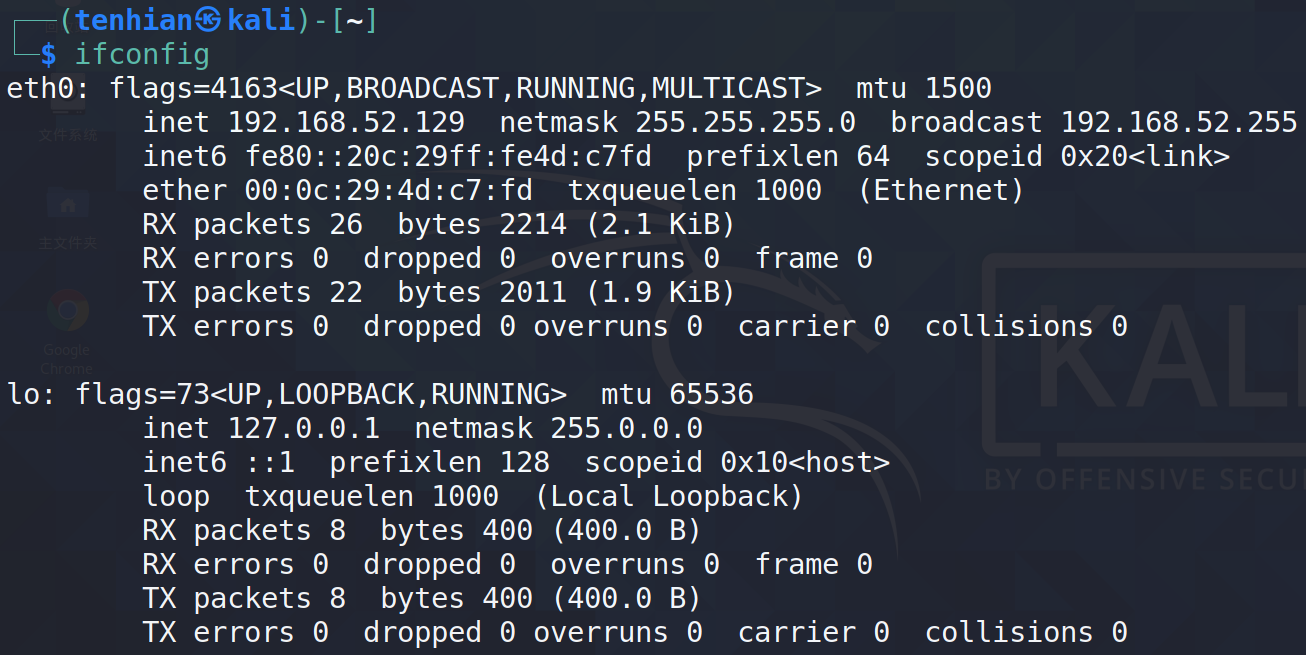 (tenhian㉿kali)-[~]
$ ifconfig
eth0: flags=4163<UP,BROADCAST,RUNNING,MULTICAST>  mtu 1500
        inet 192.168.52.129  netmask 255.255.255.0  broadcast 192.168.52.255
        inet6 fe80::20c:29ff:fe4d:c7fd  prefixlen 64  scopeid 0x20<link>
        ether 00:0c:29:4d:c7:fd  txqueuelen 1000  (Ethernet)
        RX packets 26  bytes 2214 (2.1 KiB)
        RX errors 0  dropped 0  overruns 0  frame 0
        TX packets 22  bytes 2011 (1.9 KiB)
        TX errors 0  dropped 0 overruns 0  carrier 0  collisions 0

lo: flags=73<UP,LOOPBACK,RUNNING>  mtu 65536
        inet 127.0.0.1  netmask 255.0.0.0
        inet6 ::1  prefixlen 128  scopeid 0x10<host>
        loop  txqueuelen 1000  (Local Loopback)
        RX packets 8  bytes 400 (400.0 B)
        RX errors 0  dropped 0  overruns 0  frame 0
        TX packets 8  bytes 400 (400.0 B)
        TX errors 0  dropped 0 overruns 0  carrier 0  collisions 0
文件系统
主文件夹
Google
Chrome
KALI
BY OFFENSIVE SECU